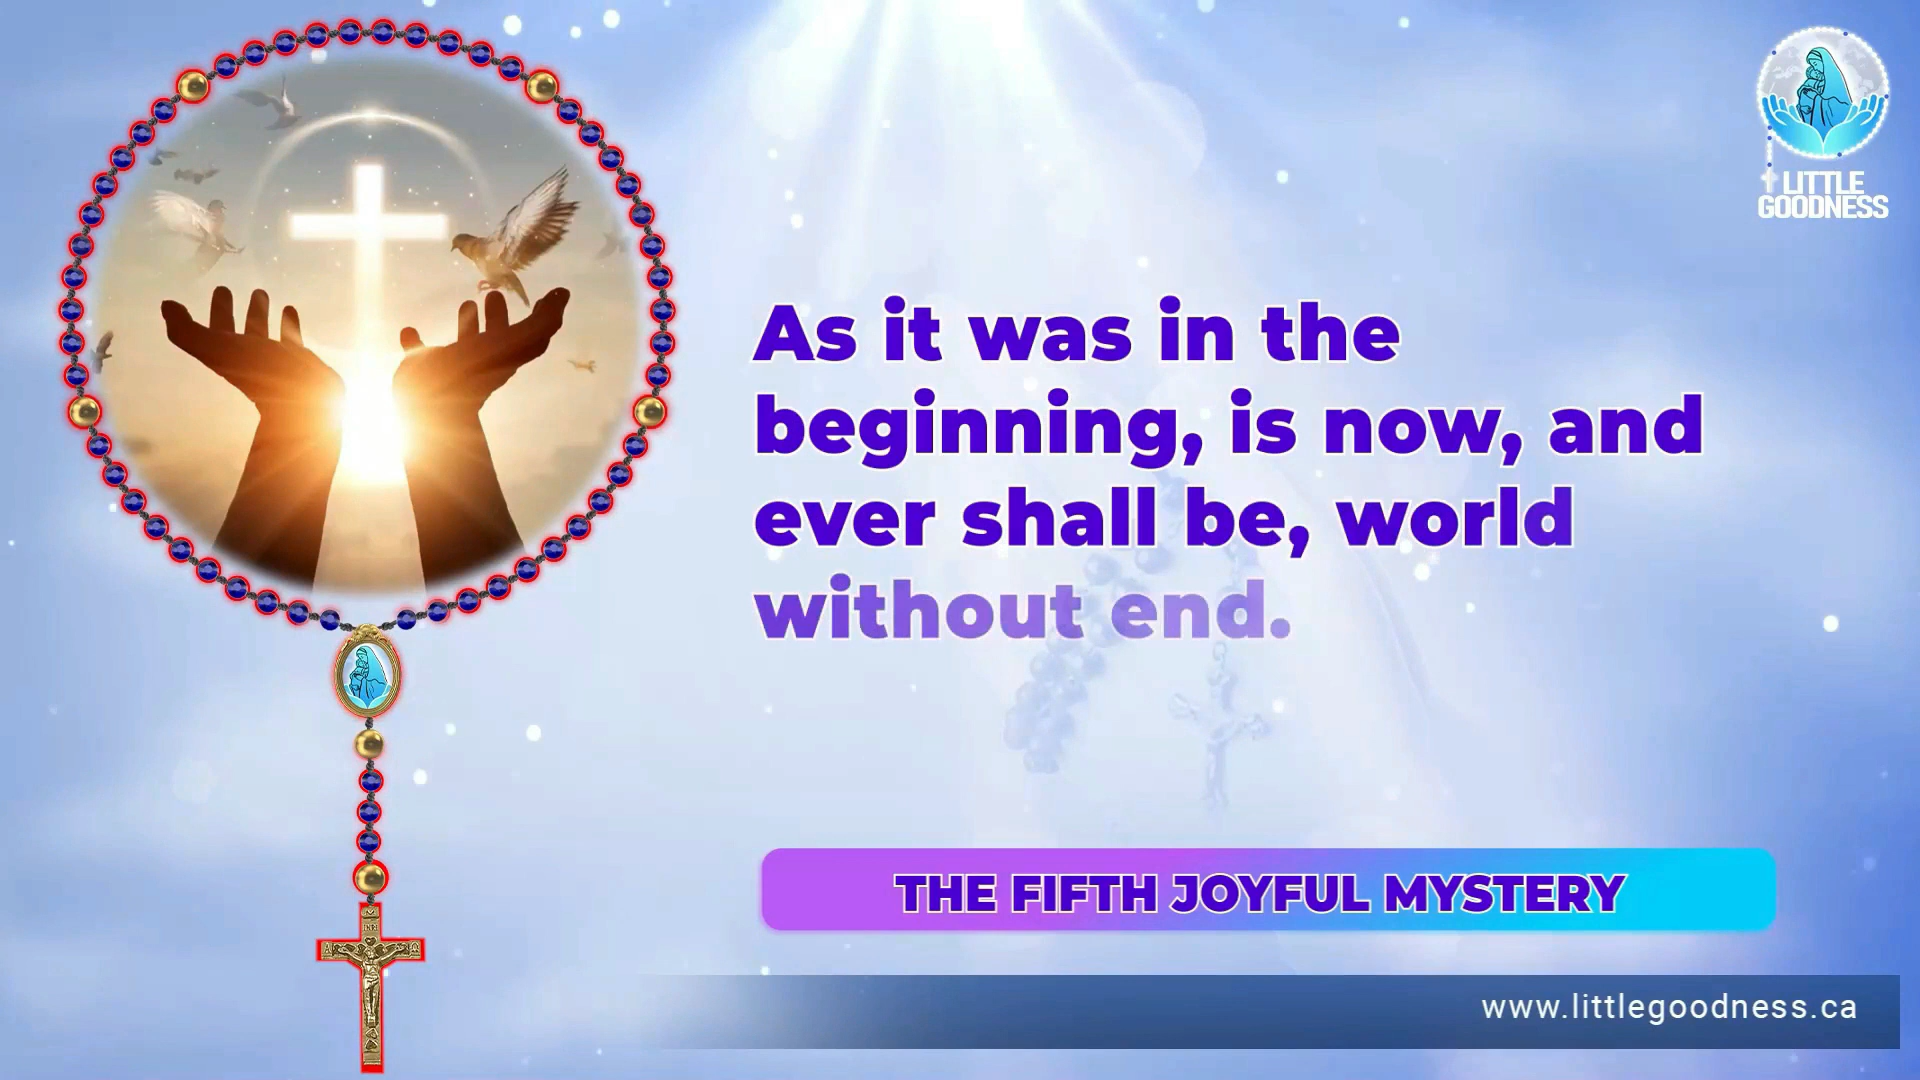 LITTLE
GOODNESS
As it was in the
beginning, is now, and
ever shall be, world
without end.
THE FIFTH JOYFUL MYSTERY
INRI
www.littlegoodness.ca